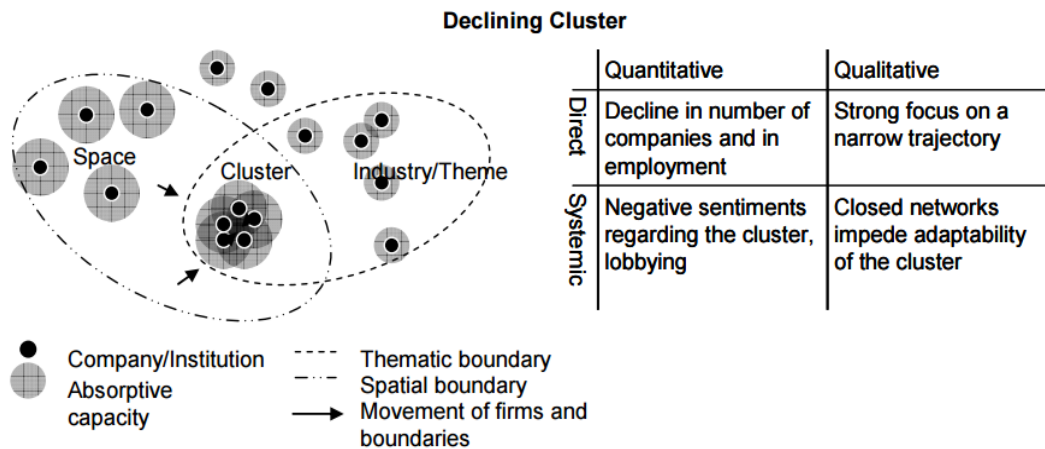 Declining Cluster
Space
Cluster
Industry/Theme
Quantitative
Qualitative
Direct
Decline in number of
companies and in
employment
Strong focus on a
narrow trajectory
Systemic
Negative sentiments
regarding the cluster,
lobbying
Closed networks
impede adaptability
of the cluster
Company/Institution
Absorptive
capacity
Thematic boundary
Spatial boundary
Movement of firms and
boundaries